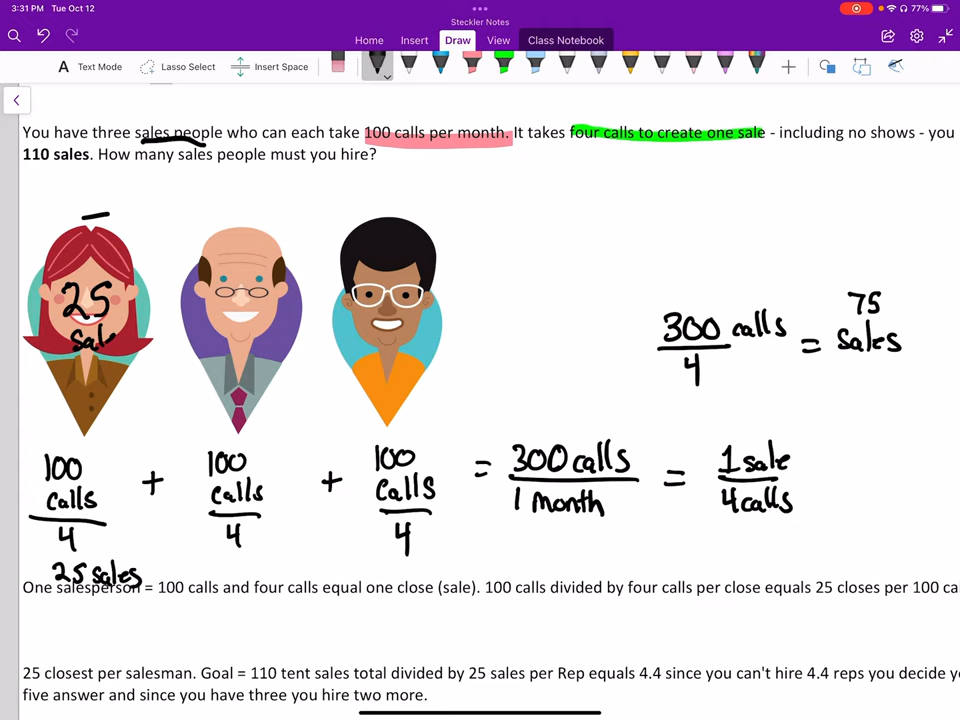 3:31 PM Tue Oct 12
77%
Steckler Notes
Home Insert Draw View Class Notebook
A Text Mode Lasso Select Insert Space
You have three sales people who can each take 100 calls per month. It takes four calls to create one sale - including no shows - you
110 sales. How many sales people must you hire?
25
sale
300 calls
4
=
75
sales
100
calls
4
25 sales
+
100
calls
4
+
100
calls
4
=
300 calls
1 month
=
1 sale
4 calls
One salesperson = 100 calls and four calls equal one close (sale). 100 calls divided by four calls per close equals 25 closes per 100
25 closest per salesman. Goal = 110 tent sales total divided by 25 sales per Rep equals 4.4 since you can't hire 4.4 reps you decide
five answer and since you have three you hire two more.